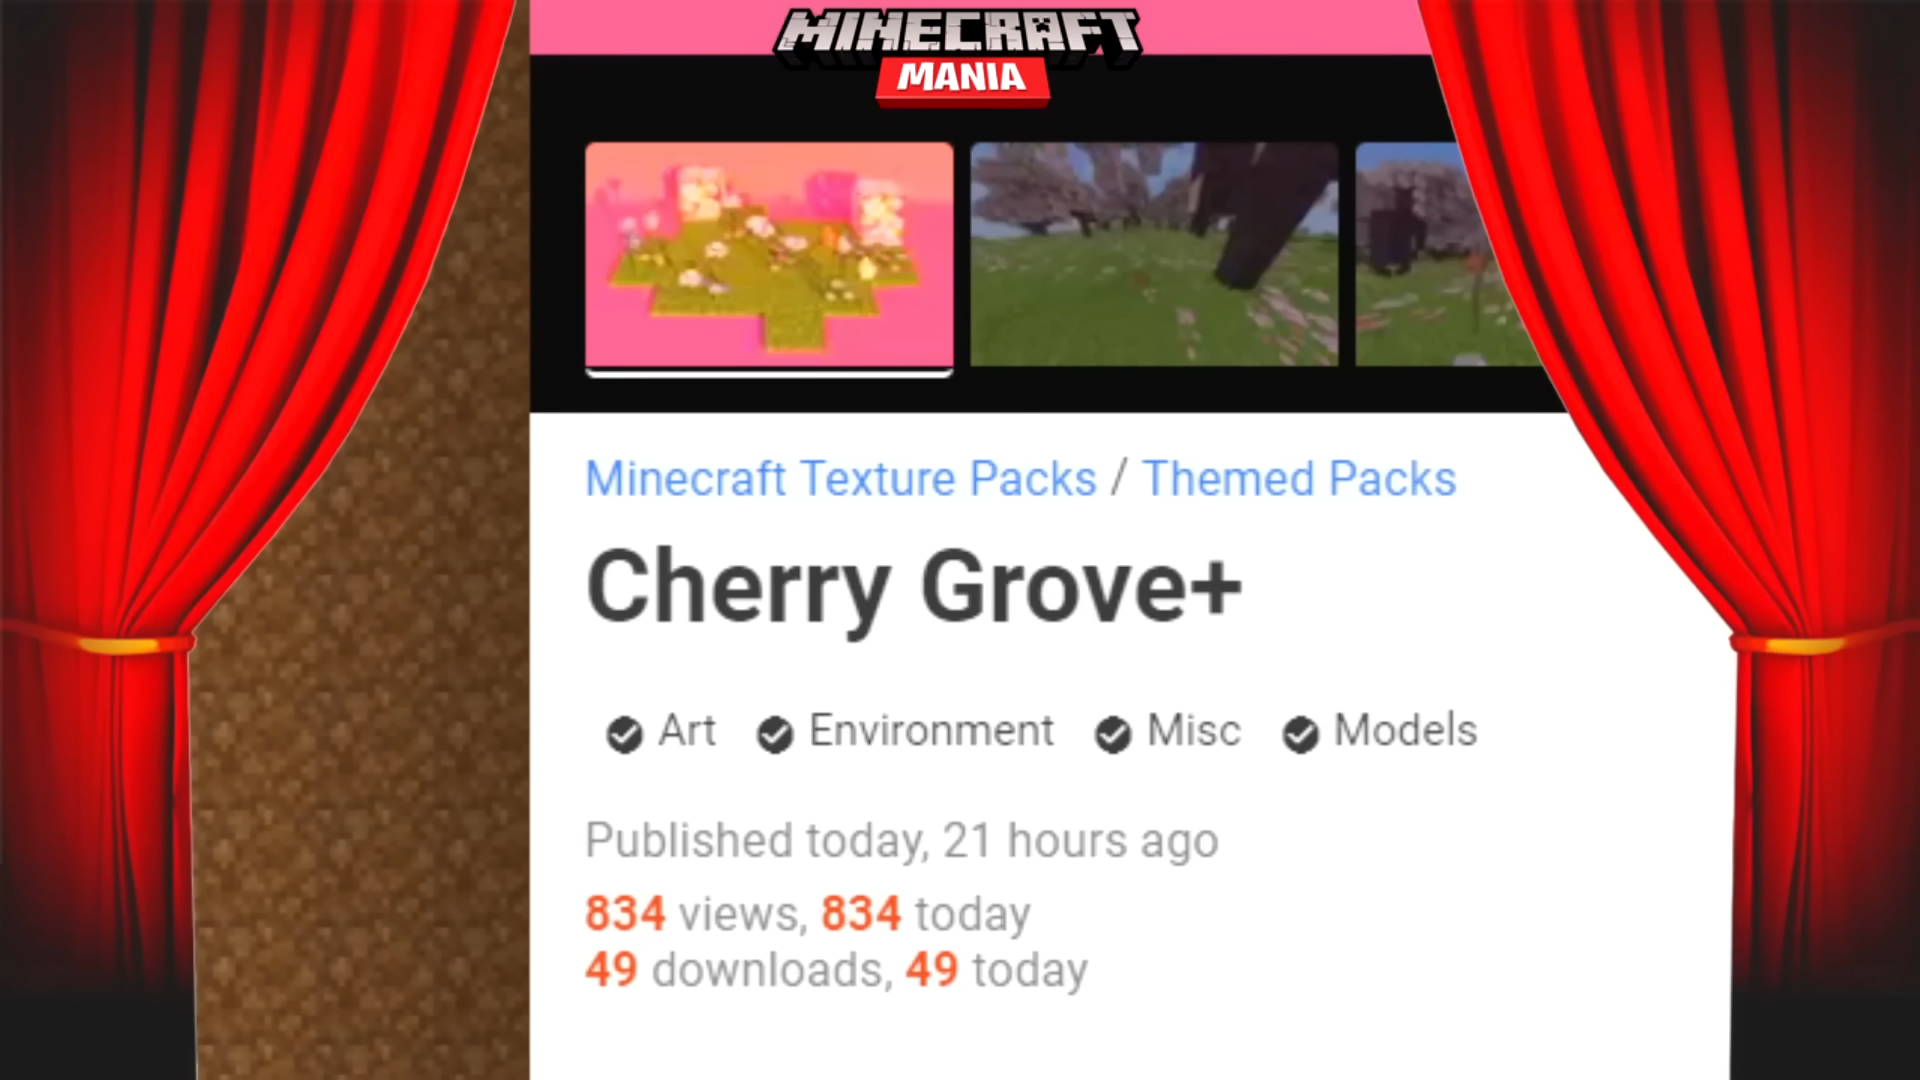 MINECRAFT
MANIA
Minecraft Texture Packs / Themed Packs
Cherry Grove+
Art Environment Misc Models
Published today, 21 hours ago
834 views, 834 today
49 downloads, 49 today